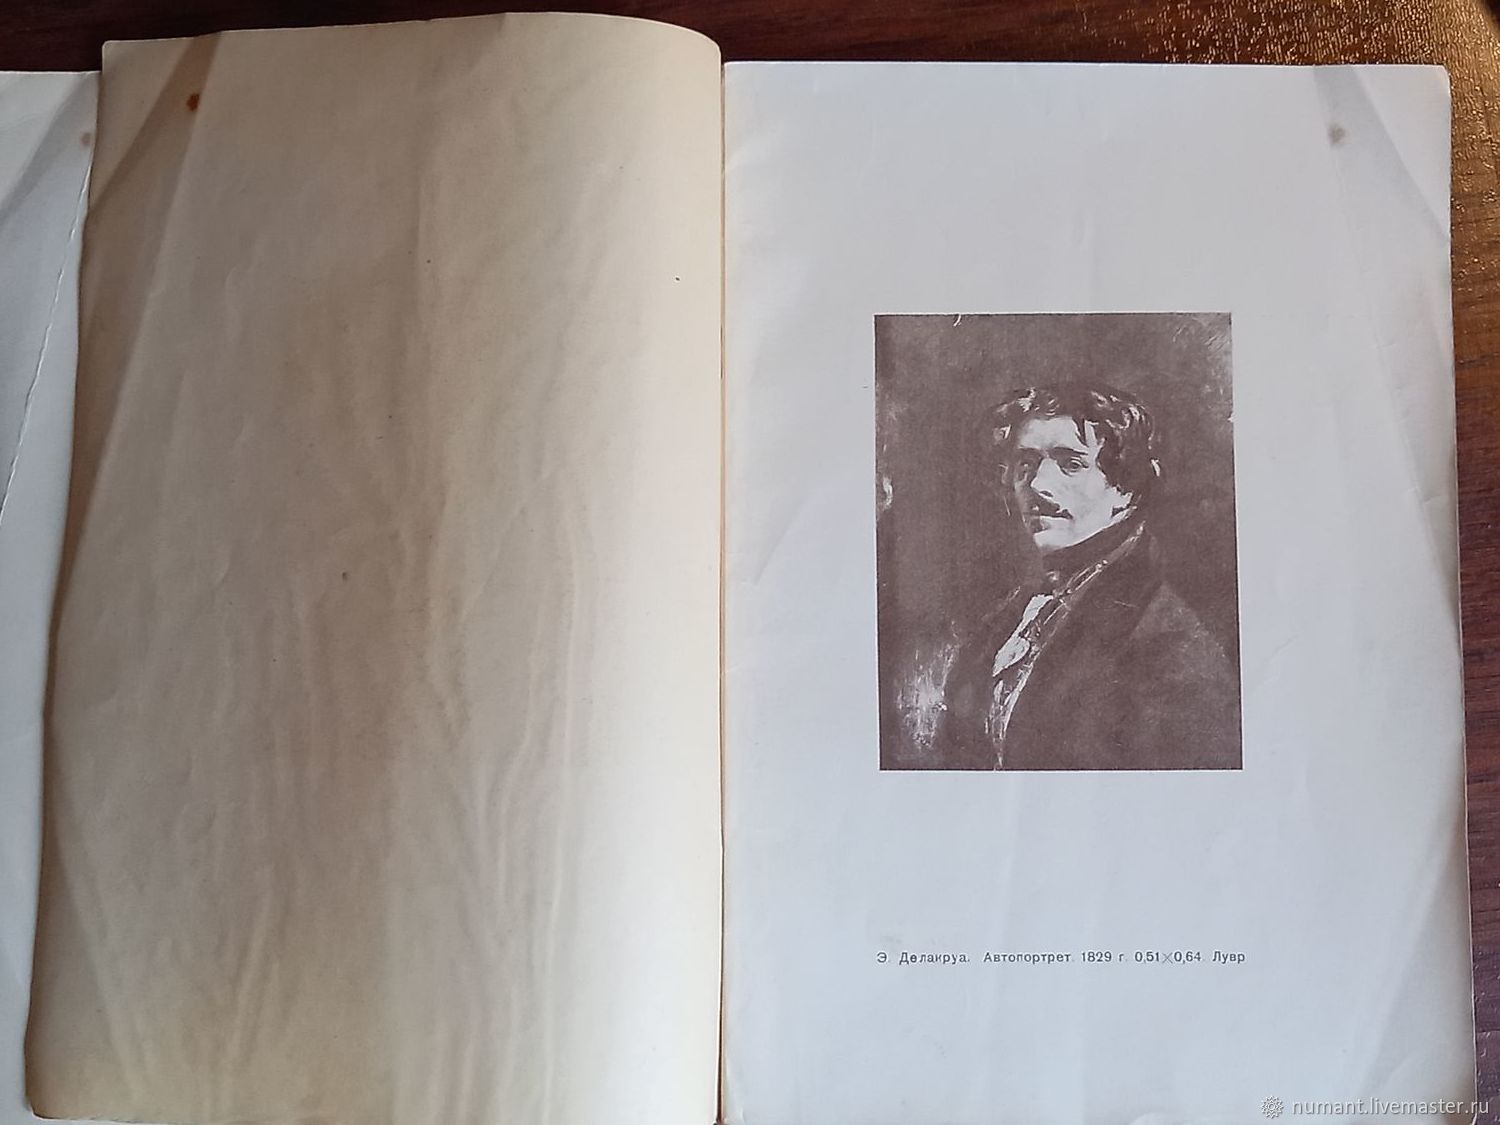 Э. Делакруа. Автопортрет. 1829 г. 0,51×0,64. Лувр
numant.livemaster.ru